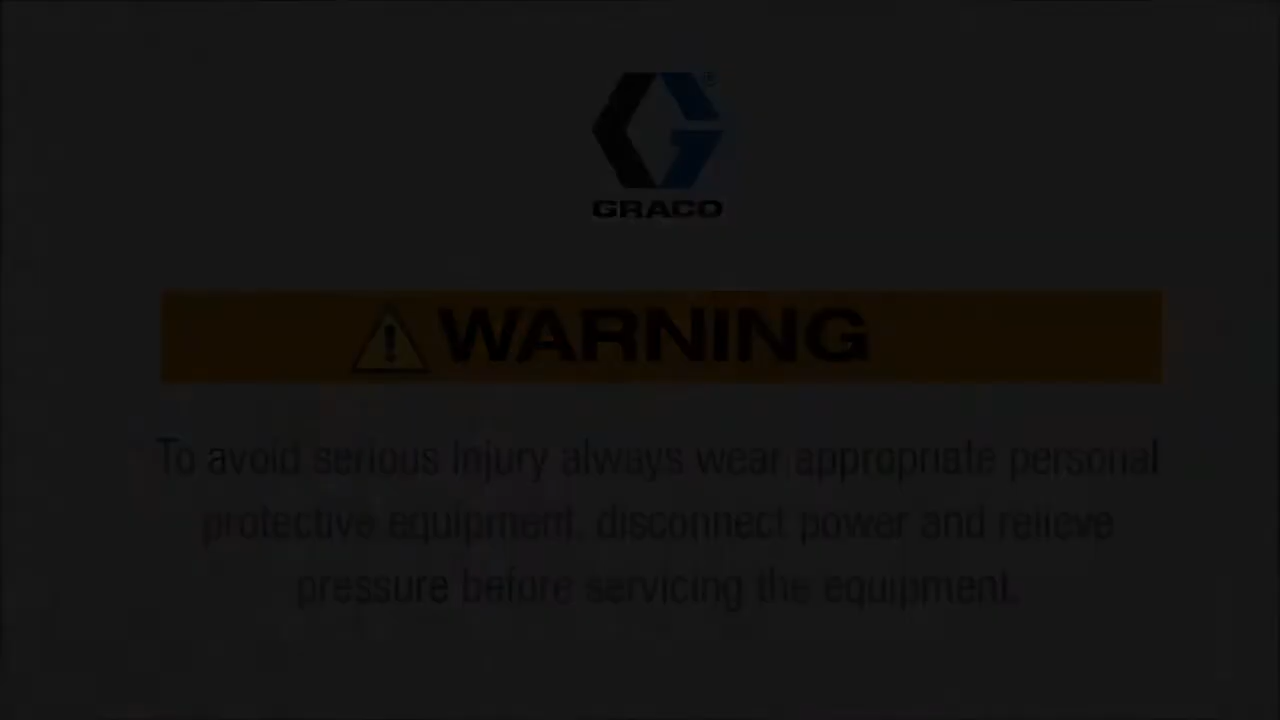 ®
GRACO
WARNING
To avoid serious injury always wear appropriate personal
protective equipment, disconnect power and relieve
pressure before servicing the equipment.